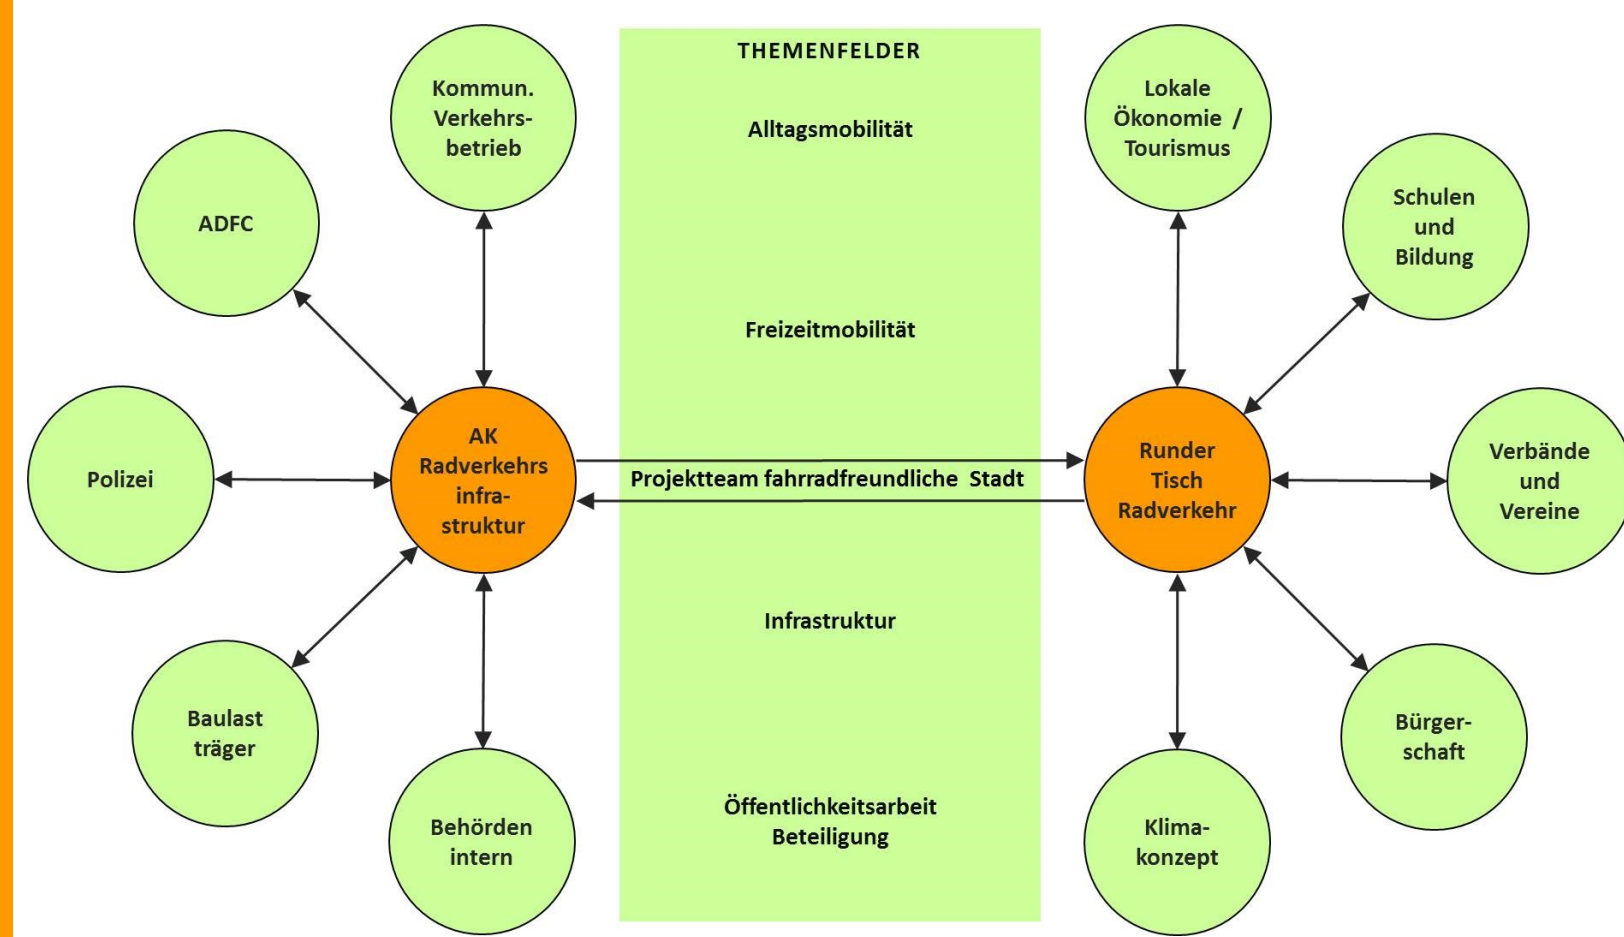 Kommun.
Verkehrs-
betrieb
ADFC
Polizei
Baulast
träger
Behörden
intern
AK
Radverkehrs
infra-
struktur
THEMENFELDER
Alltagsmobilität
Freizeitmobilität
Projektteam fahrradfreundliche Stadt
Infrastruktur
Öffentlichkeitsarbeit
Beteiligung
Runder
Tisch
Radverkehr
Lokale
Ökonomie /
Tourismus
Schulen
und
Bildung
Verbände
und
Vereine
Bürger-
schaft
Klima-
konzept